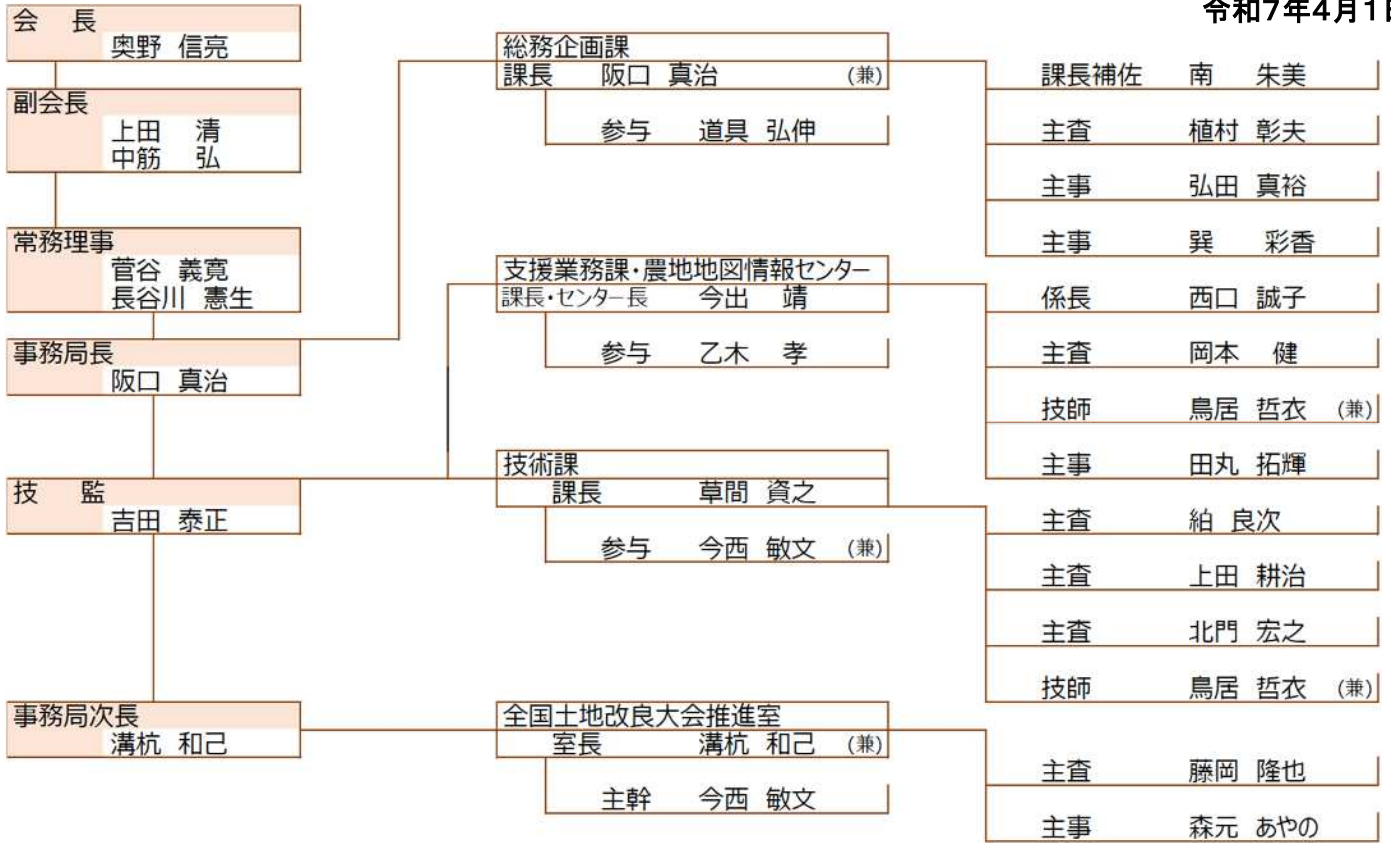 令和7年4月1日
会　長
奥野 信亮
副会長
上田　清
中筋　弘
常務理事
菅谷 義寛
長谷川 憲生
事務局長
阪口 真治
技　監
吉田 泰正
事務局次長
溝杭 和己
総務企画課
課長　阪口 真治　(兼)
参与　道具 弘伸
支援業務課・農地地図情報センター
課長・センター長　今出　靖
参与　乙木　孝
技術課
課長　草間 資之
参与　今西 敏文　(兼)
全国土地改良大会推進室
室長　溝杭 和己　(兼)
主幹　今西 敏文
課長補佐　南　朱美
主査　植村 彰夫
主事　弘田 真裕
主事　巽　彩香
係長　西口 誠子
主査　岡本　健
技師　鳥居 哲衣　(兼)
主事　田丸 拓輝
主査　紿 良次
主査　上田 耕治
主査　北門 宏之
技師　鳥居 哲衣　(兼)
主査　藤岡 隆也
主事　森元 あやの